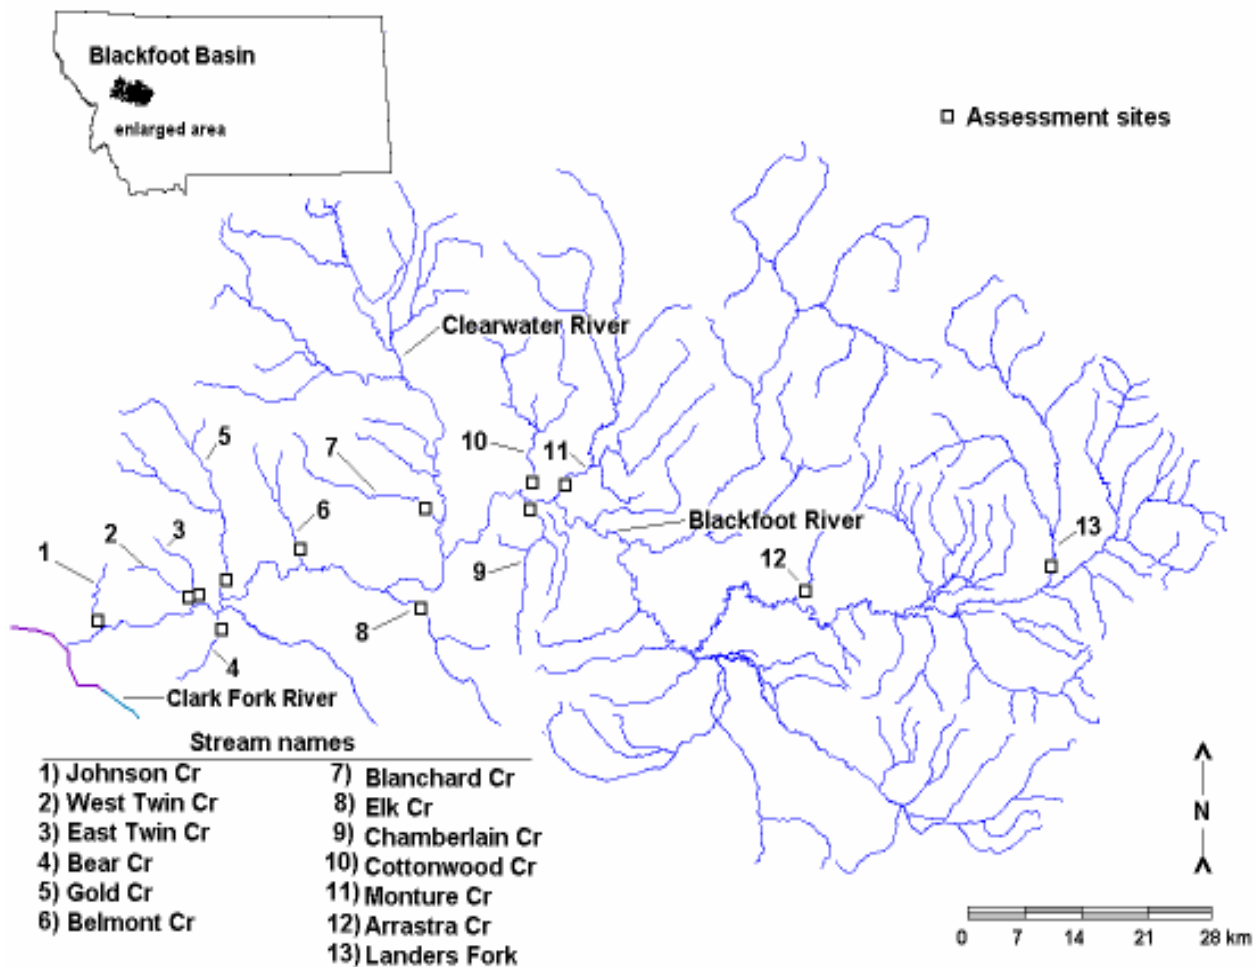 Blackfoot Basin
enlarged area
Assessment sites
Clearwater River
5
10
11
7
Blackfoot River
6
13
2
3
1
12
9
8
4
Clark Fork River
Stream names
1) Johnson Cr
2) West Twin Cr
3) East Twin Cr
4) Bear Cr
5) Gold Cr
6) Belmont Cr
7) Blanchard Cr
8) Elk Cr
9) Chamberlain Cr
10) Cottonwood Cr
11) Monture Cr
12) Arrastra Cr
13) Landers Fork
N
0 7 14 21 28 km